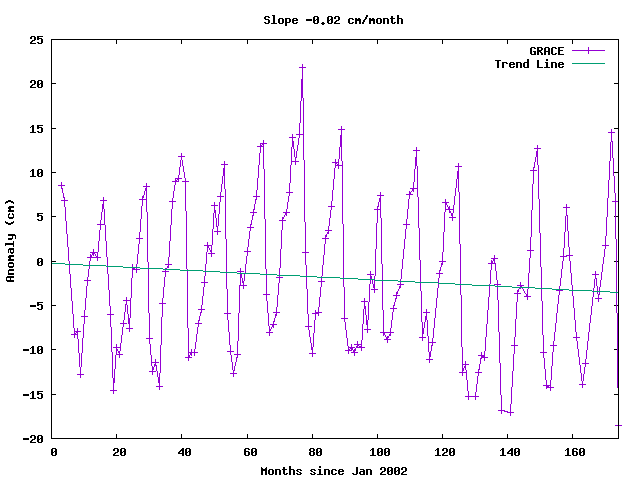 Slope -0.02 cm/month
GRACE
Trend Line
25
20
15
10
5
0
-5
-10
-15
-20
Anomaly (cm)
0 20 40 60 80 100 120 140 160
Months since Jan 2002